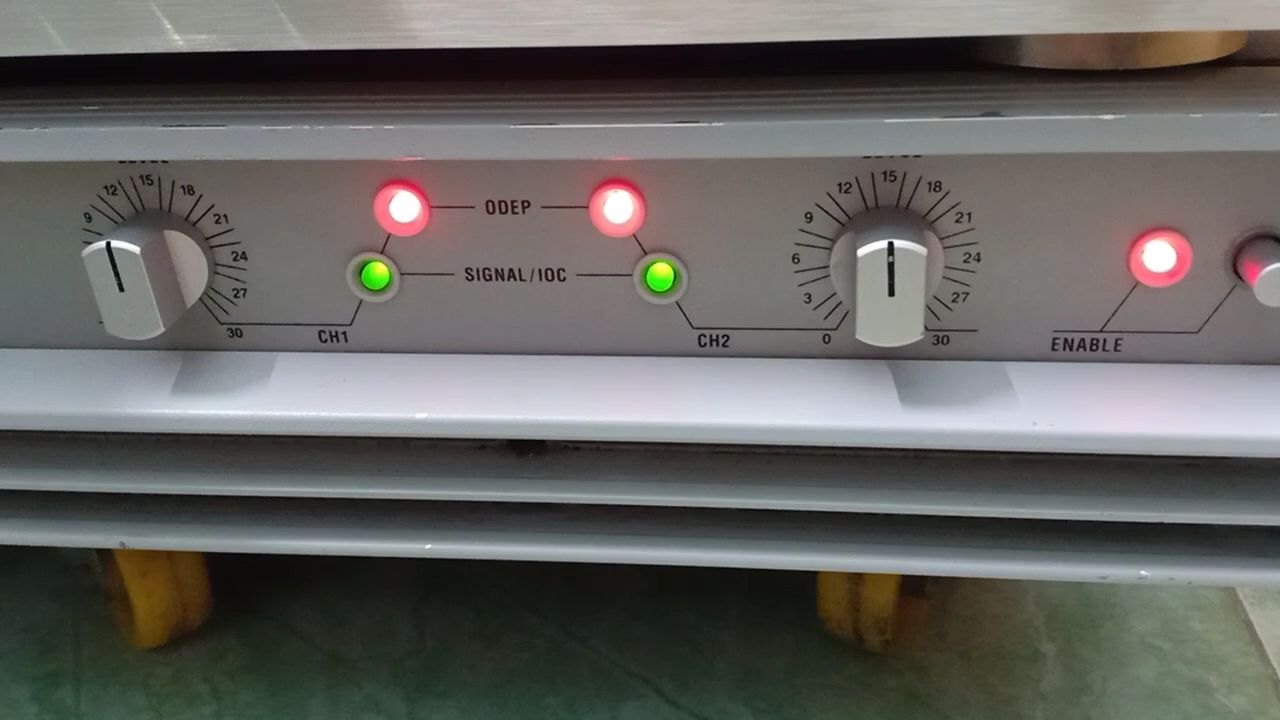 9 12 15 18 21 24 27 30
ODEP
SIGNAL/IOC
CH1
CH2
0 3 6 9 12 15 18 21 24 27 30
ENABLE